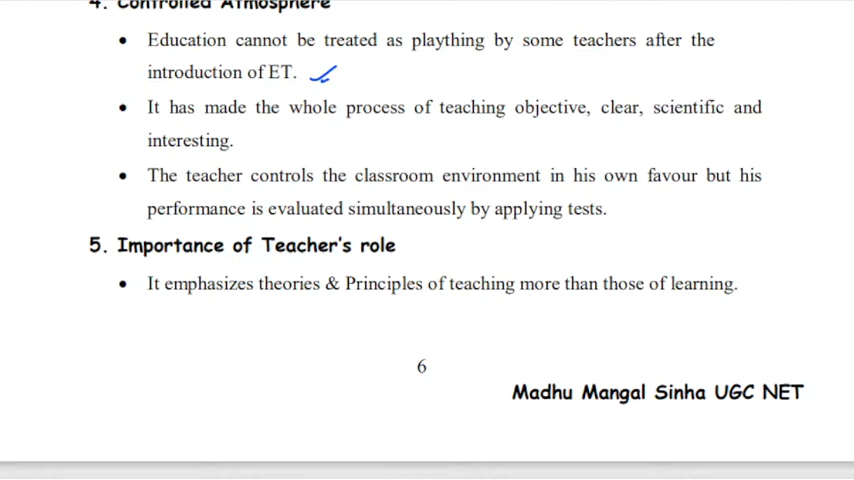 4. Controlled Atmosphere
• Education cannot be treated as plaything by some teachers after the
introduction of ET.
• It has made the whole process of teaching objective, clear, scientific and
interesting.
• The teacher controls the classroom environment in his own favour but his
performance is evaluated simultaneously by applying tests.
5. Importance of Teacher's role
• It emphasizes theories & Principles of teaching more than those of learning.
6
Madhu Mangal Sinha UGC NET